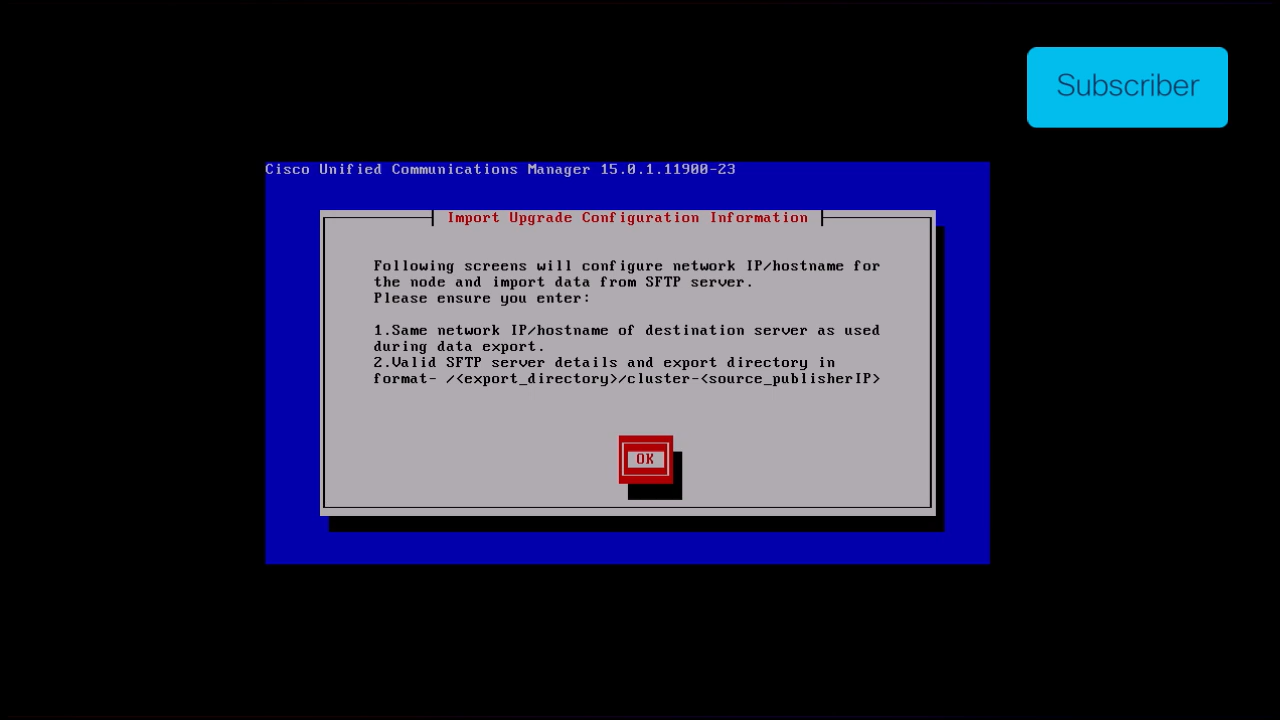 Subscriber
Cisco Unified Communications Manager 15.0.1.11900-23
Import Upgrade Configuration Information
Following screens will configure network IP/hostname for
the node and import data from SFTP server.
Please ensure you enter:
1.Same network IP/hostname of destination server as used
during data export.
2.Valid SFTP server details and export directory in
format- /<export_directory>/cluster-<source_publisherIP>
OK